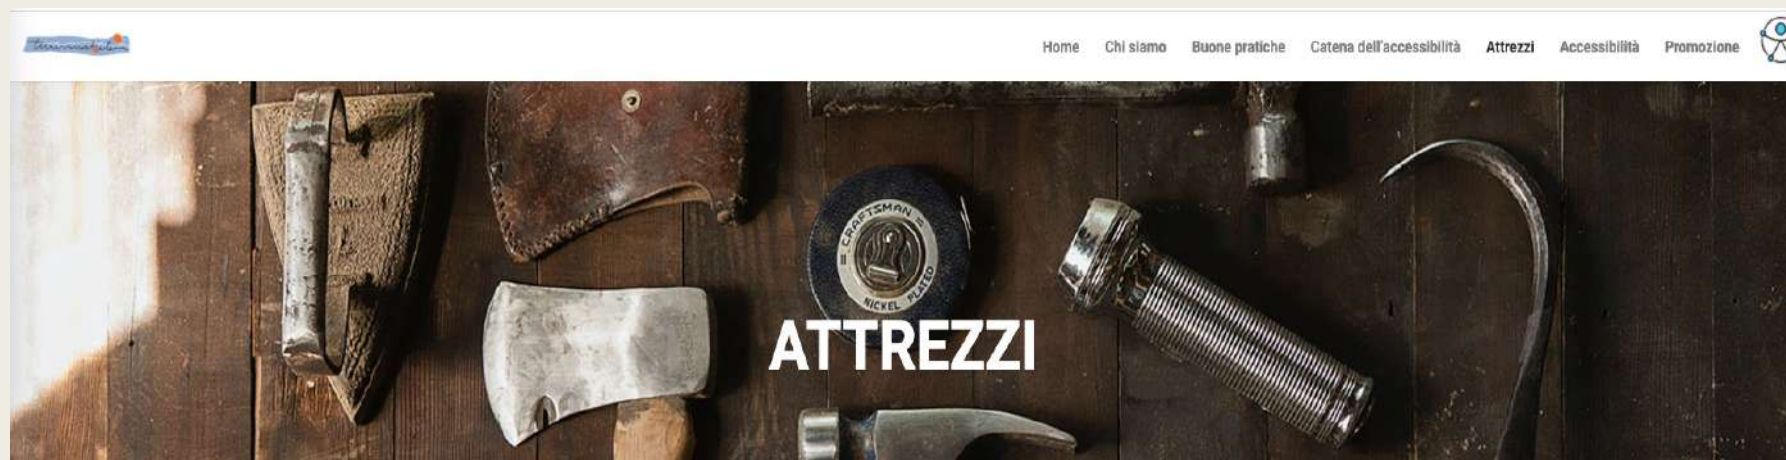 Home Chi siamo Buone pratiche Catena dell'accessibilità Attrezzi Accessibilità Promozione
= CRAFTSMAN =
NICKEL PLATED
ATTREZZI